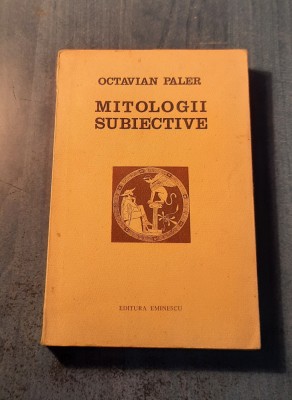 OCTAVIAN PALER
MITOLOGII
SUBIECTIVE
EDITURA EMINESCU